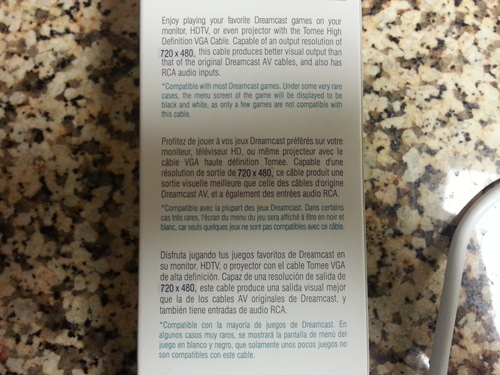 Enjoy playing your favorite Dreamcast games on your
monitor, HDTV, or even projector with the Tomee High
Definition VGA Cable. Capable of an output resolution of
720 x 480, this cable produces better visual output than
that of the original Dreamcast AV cables, and also has
RCA audio inputs.
*Compatible with most Dreamcast games. Under some very rare
cases, the menu screen of the game will be displayed to be
black and white, as only a few games are not compatible with
this cable.
Profitez de jouer à vos jeux Dreamcast préférés sur votre
moniteur, téléviseur HD, ou même projecteur avec le
câble VGA haute définition Tomee. Capable d'une
résolution de sortie de 720 x 480, ce câble produit une
sortie visuelle meilleure que celle des câbles d'origine
Dreamcast AV, et a également des entrées audio RCA.
*Compatible avec la plupart des jeux Dreamcast. Dans certains
cas très rares, l'écran du menu du jeu sera affiché à être en noir et
blanc, car seuls quelques jeux ne sont pas compatibles avec ce câble.
Disfruta jugando tus juegos favoritos de Dreamcast en
su monitor, HDTV, o proyector con el cable Tomee VGA
de alta definición. Capaz de una resolución de salida de
720 x 480, este cable produce una salida visual mejor
que la de los cables AV originales de Dreamcast, y
también tiene entradas de audio RCA.
*Compatible con la mayoría de juegos de Dreamcast. En
algunos casos muy raros, se mostrará la pantalla de menú del
juego en blanco y negro, que solamente unos pocos juegos no
son compatibles con este cable.